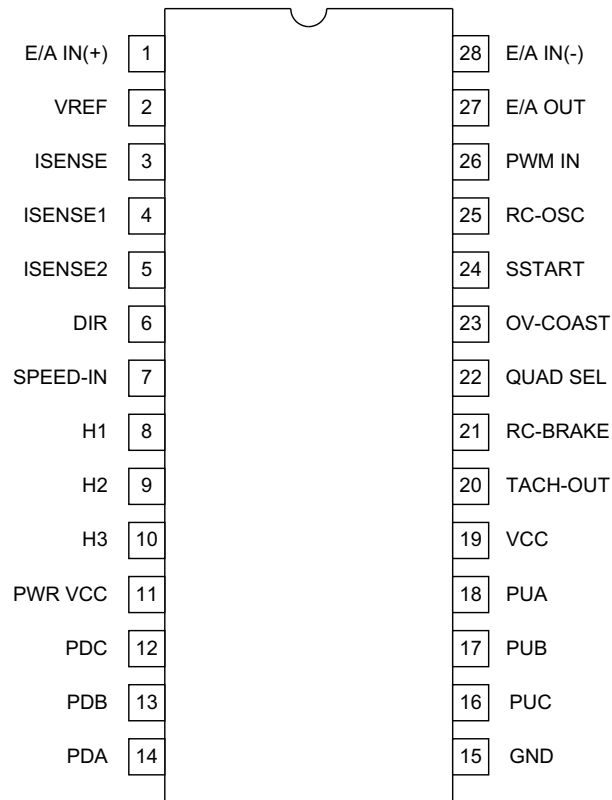 E/A IN(+) 1 28 E/A IN(-)
VREF 2 27 E/A OUT
ISENSE 3 26 PWM IN
ISENSE1 4 25 RC-OSC
ISENSE2 5 24 SSTART
DIR 6 23 OV-COAST
SPEED-IN 7 22 QUAD SEL
H1 8 21 RC-BRAKE
H2 9 20 TACH-OUT
H3 10 19 VCC
PWR VCC 11 18 PUA
PDC 12 17 PUB
PDB 13 16 PUC
PDA 14 15 GND